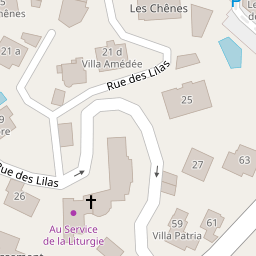 Les Chênes
21 a
21 d
Villa Amédée
Rue des Lilas
25
27
63
Rue des Lilas
26
Au Service
de la Liturgie
59
61
Villa Patria